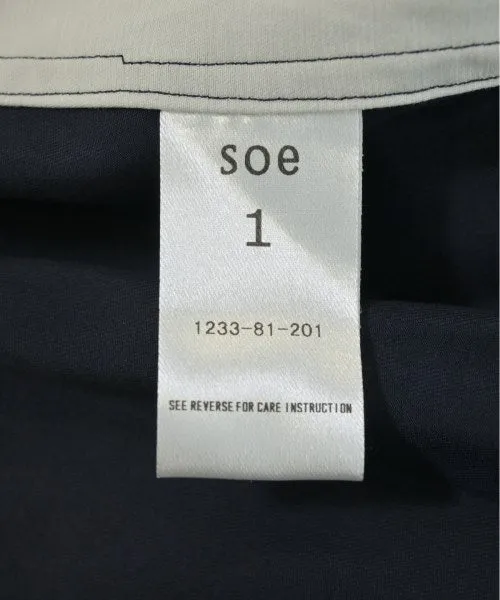 soe
1
1233-81-201
SEE REVERSE FOR CARE INSTRUCTION